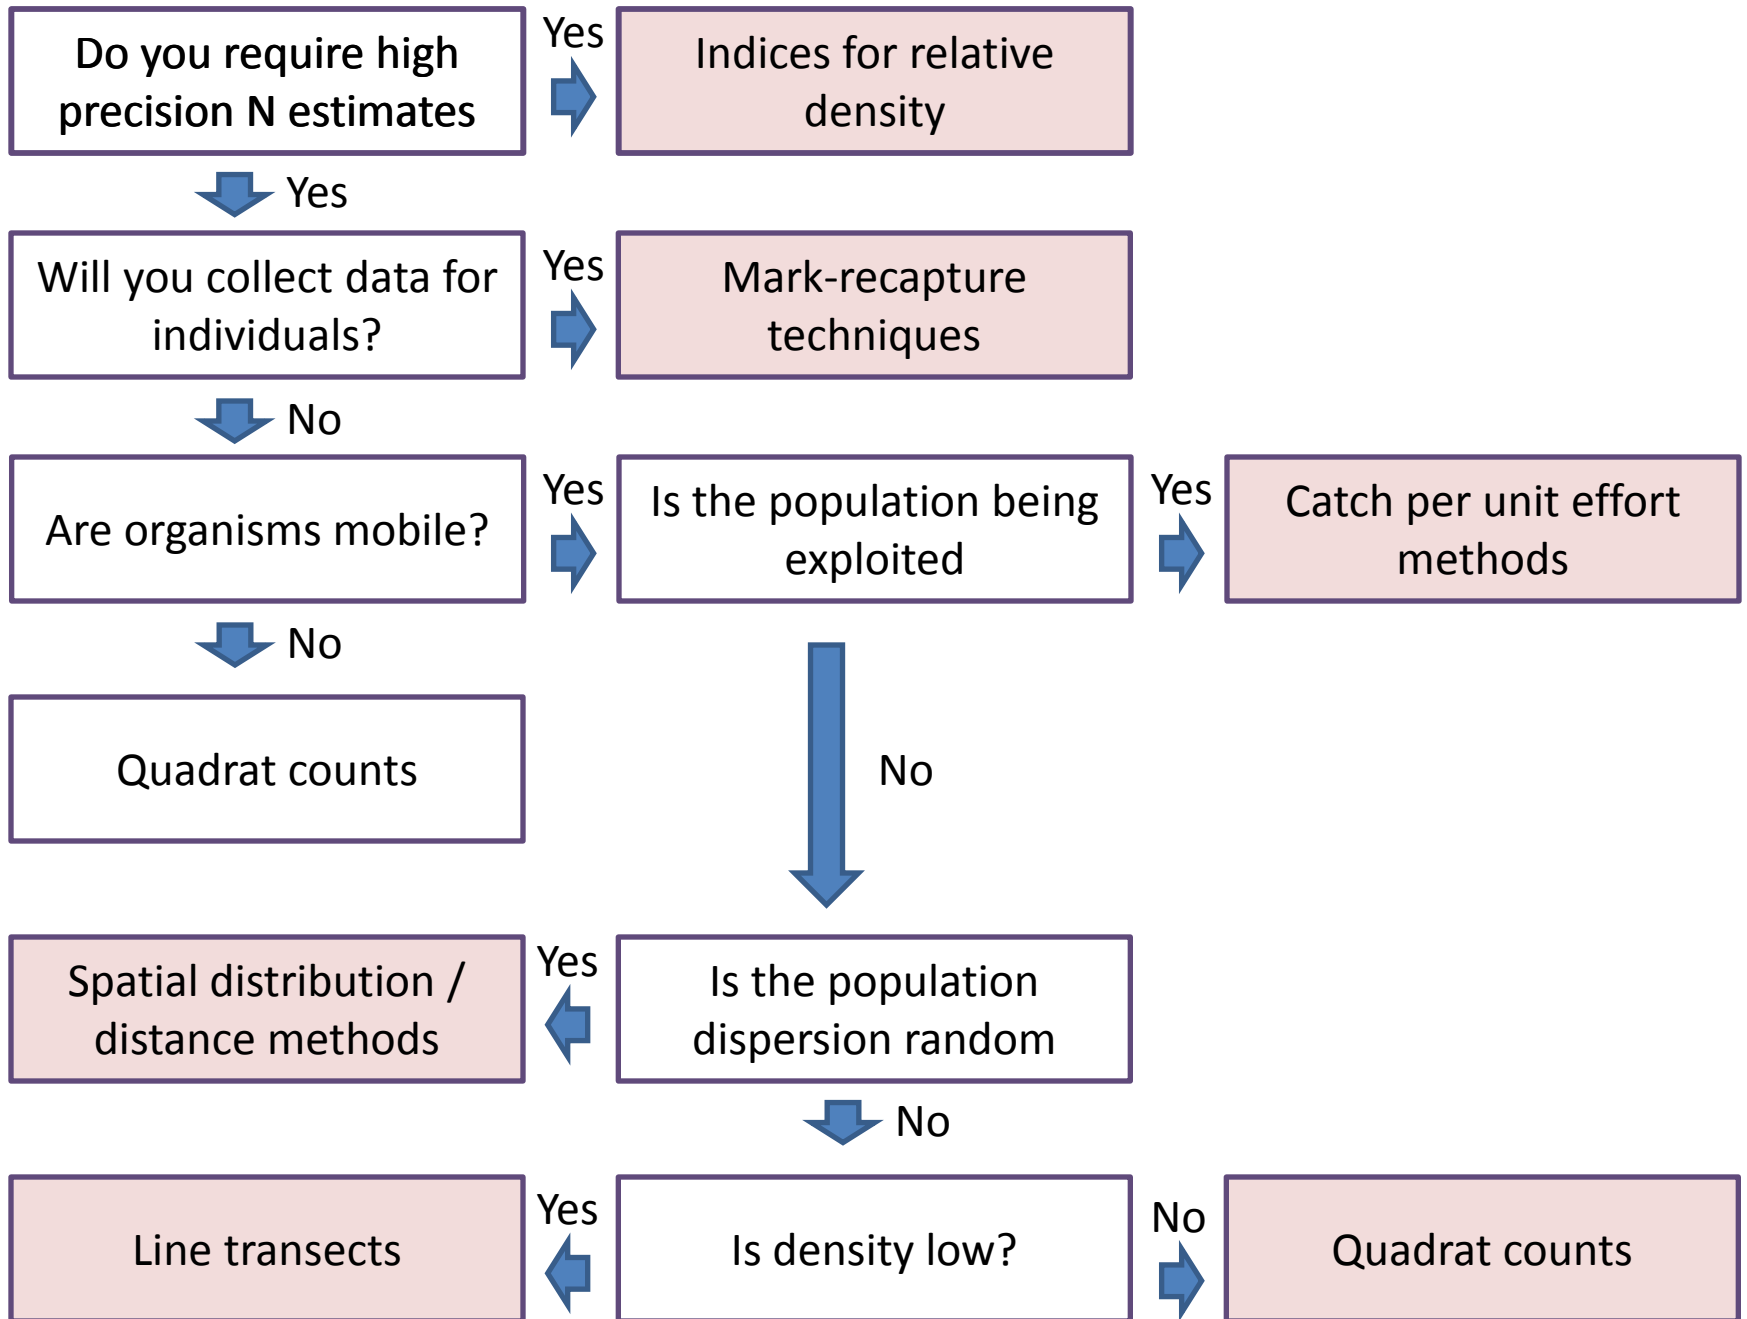 Do you require high
precision N estimates
Yes
Indices for relative
density
Yes
Will you collect data for
individuals?
Yes
Mark-recapture
techniques
No
Are organisms mobile?
Yes
Is the population being
exploited
Yes
Catch per unit effort
methods
No
Quadrat counts
No
Spatial distribution /
distance methods
Yes
Is the population
dispersion random
No
Line transects
Yes
Is density low?
No
Quadrat counts